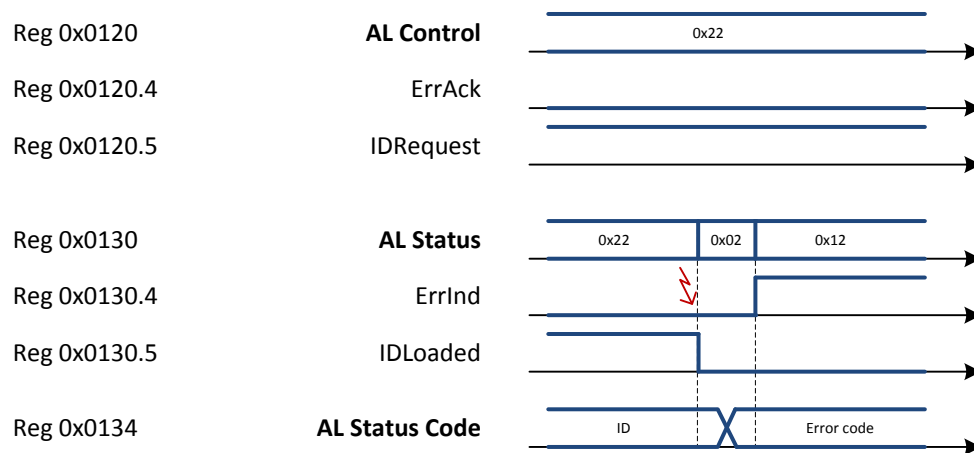 Reg 0x0120 AL Control 0x22
Reg 0x0120.4 ErrAck
Reg 0x0120.5 IDRequest
Reg 0x0130 AL Status 0x22 0x02 0x12
Reg 0x0130.4 ErrInd
Reg 0x0130.5 IDLoaded
Reg 0x0134 AL Status Code ID Error code